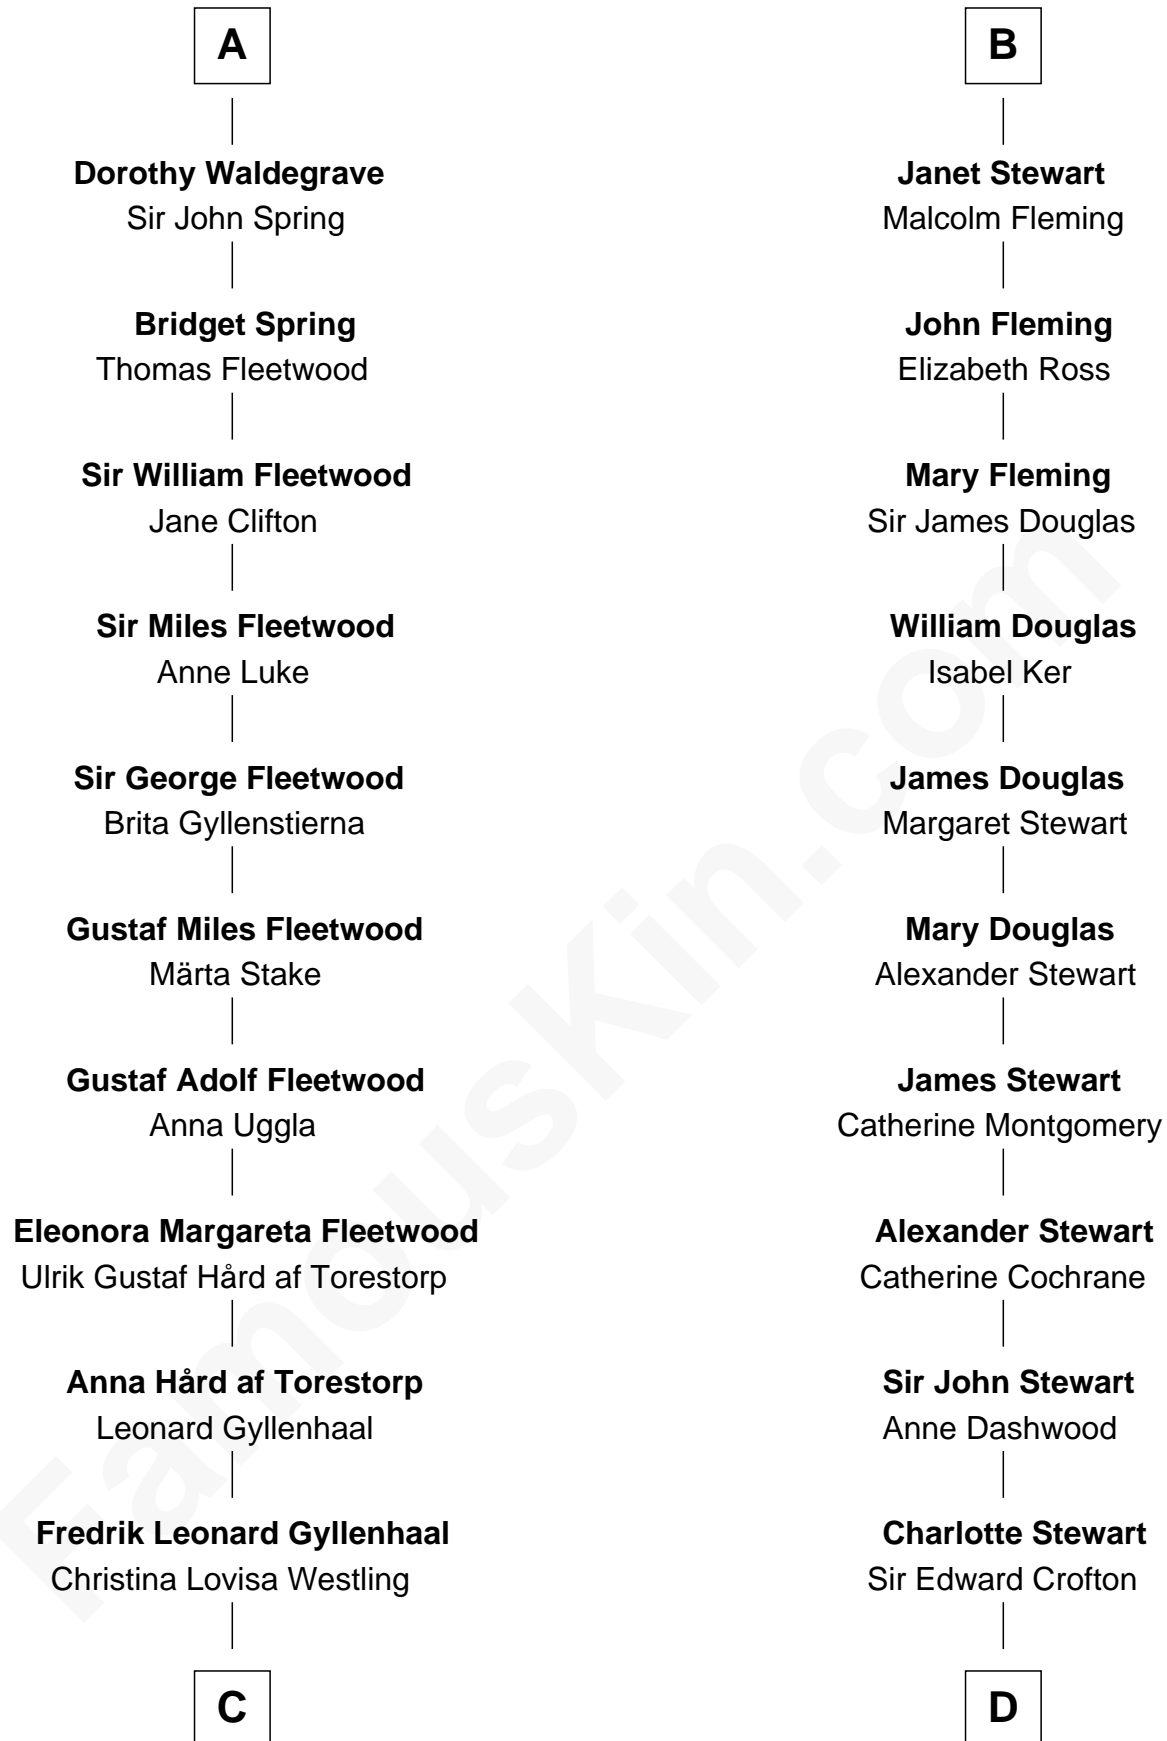 A
Dorothy Waldegrave
Sir John Spring
Bridget Spring
Thomas Fleetwood
Sir William Fleetwood
Jane Clifton
Sir Miles Fleetwood
Anne Luke
Sir George Fleetwood
Brita Gyllenstierna
Gustaf Miles Fleetwood
Märta Stake
Gustaf Adolf Fleetwood
Anna Uggla
Eleonora Margareta Fleetwood
Ulrik Gustaf Hård af Torestorp
Anna Hård af Torestorp
Leonard Gyllenhaal
Fredrik Leonard Gyllenhaal
Christina Lovisa Westling
C
B
Janet Stewart
Malcolm Fleming
John Fleming
Elizabeth Ross
Mary Fleming
Sir James Douglas
William Douglas
Isabel Ker
James Douglas
Margaret Stewart
Mary Douglas
Alexander Stewart
James Stewart
Catherine Montgomery
Alexander Stewart
Catherine Cochrane
Sir John Stewart
Anne Dashwood
Charlotte Stewart
Sir Edward Crofton
D
FamousKin.com